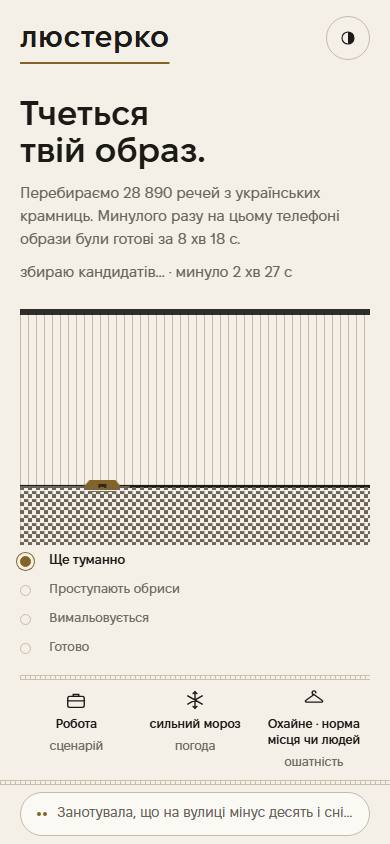 люстерко
Тчеться
твій образ.
Перебираємо 28 890 речей з українських
крамниць. Минулого разу на цьому телефоні
образи були готові за 8 хв 18 с.
збираю кандидатів... · минуло 2 хв 27 с
Ще туманно
Проступають обриси
Вимальовується
Готово
Робота
сценарій
сильний мороз
погода
Охайне · норма
місця чи людей
ошатність
Занотувала, що на вулиці мінус десять і сні...